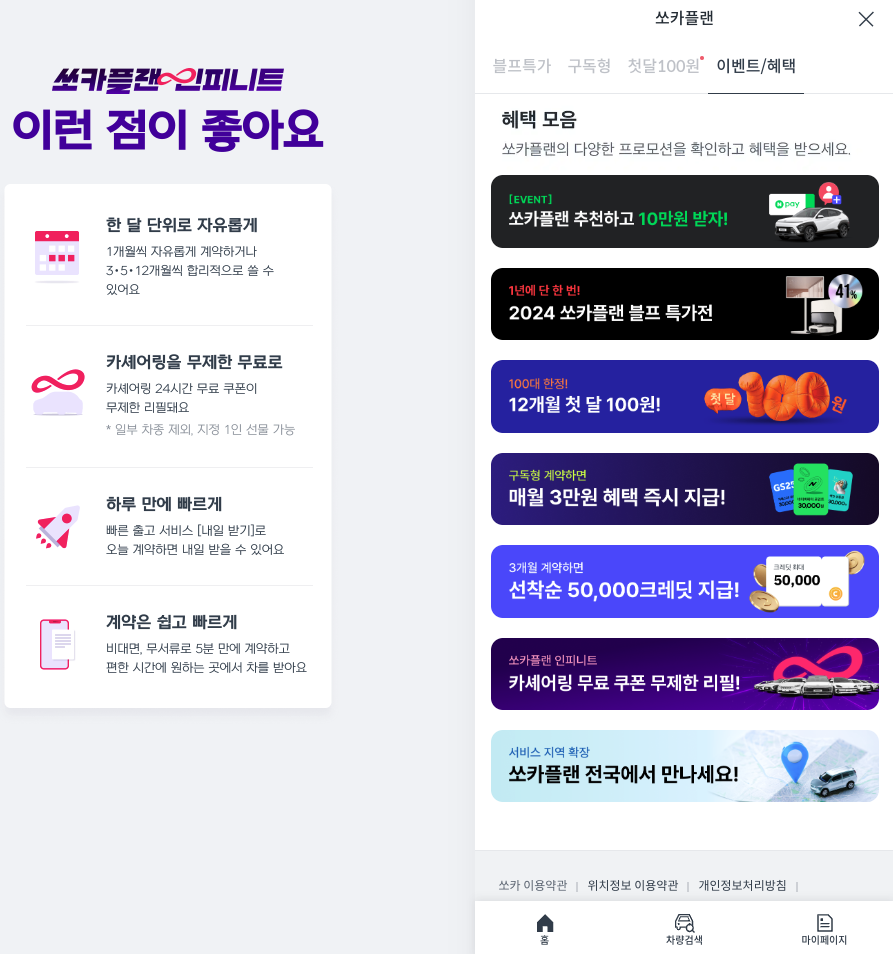 쏘카플랜 인피니트
이런 점이 좋아요
한 달 단위로 자유롭게
1개월씩 자유롭게 계약하거나
3•5•12개월씩 합리적으로 쓸 수
있어요
카셰어링을 무제한 무료로
카셰어링 24시간 무료 쿠폰이
무제한 리필돼요
* 일부 차종 제외, 지정 1인 선물 가능
하루 만에 빠르게
빠른 출고 서비스 [내일 받기]로
오늘 계약하면 내일 받을 수 있어요
계약은 쉽고 빠르게
비대면, 무서류로 5분 만에 계약하고
편한 시간에 원하는 곳에서 차를 받아요
쏘카플랜
블프특가 구독형 첫달100원 이벤트/혜택
혜택 모음
쏘카플랜의 다양한 프로모션을 확인하고 혜택을 받으세요.
[EVENT]
쏘카플랜 추천하고 10만원 받자!
N pay
1년에 단 한 번!
2024 쏘카플랜 블프 특가전
41%
100대 한정!
12개월 첫 달 100원!
첫 달 100원
구독형 계약하면
매월 3만원 혜택 즉시 지급!
GS25
30,000
3개월 계약하면
선착순 50,000크레딧 지급!
크레딧 최대
50,000
C
쏘카플랜 인피니트
카셰어링 무료 쿠폰 무제한 리필!
서비스 지역 확장
쏘카플랜 전국에서 만나세요!
쏘카 이용약관 | 위치정보 이용약관 | 개인정보처리방침 |
홈 차량검색 마이페이지